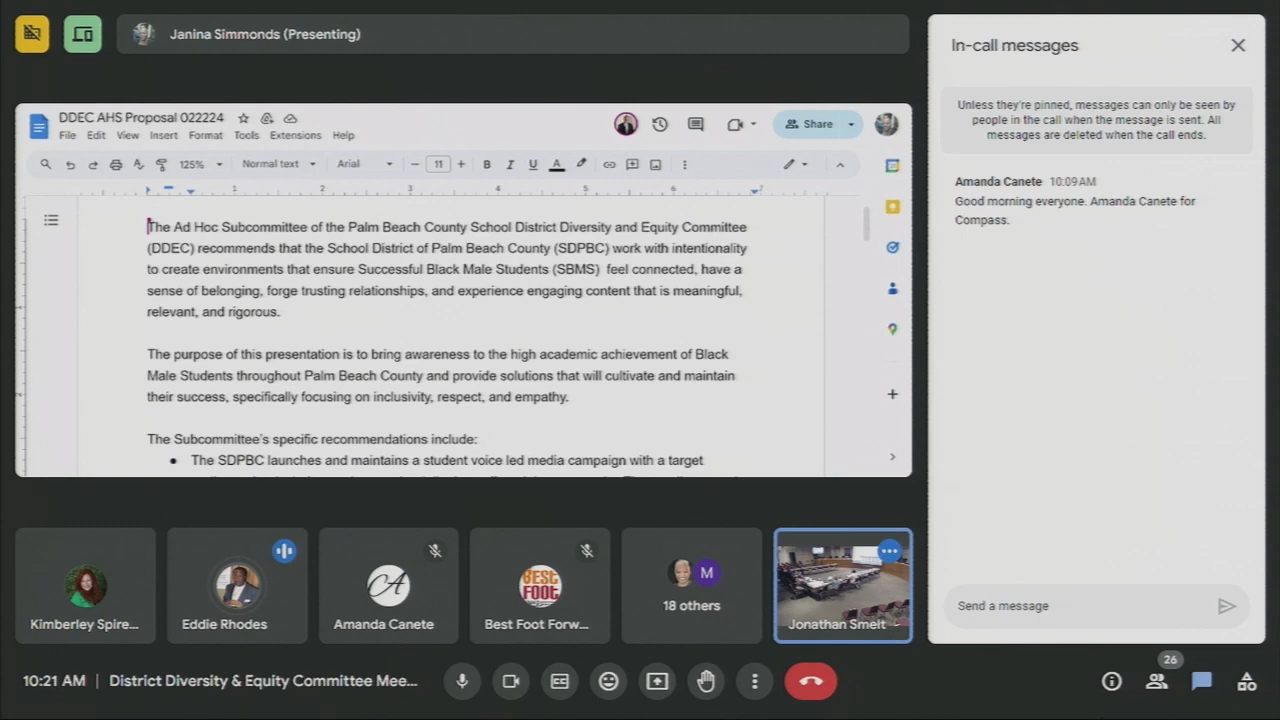 Janina Simmonds (Presenting)
DDEC AHS Proposal 022224
File Edit View Insert Format Tools Extensions Help
Share
125% Normal text Arial 11 B I U A
1 2 3 4 5 6 7
The Ad Hoc Subcommittee of the Palm Beach County School District Diversity and Equity Committee
(DDEC) recommends that the School District of Palm Beach County (SDPBC) work with intentionality
to create environments that ensure Successful Black Male Students (SBMS) feel connected, have a
sense of belonging, forge trusting relationships, and experience engaging content that is meaningful,
relevant, and rigorous.
The purpose of this presentation is to bring awareness to the high academic achievement of Black
Male Students throughout Palm Beach County and provide solutions that will cultivate and maintain
their success, specifically focusing on inclusivity, respect, and empathy.
The Subcommittee's specific recommendations include:
● The SDPBC launches and maintains a student voice led media campaign with a target
Kimberley Spire...
Eddie Rhodes
A
Amanda Canete
BEST
FOOT
Best Foot Forw...
M
18 others
Jonathan Smelt
10:21 AM | District Diversity & Equity Committee Mee...
In-call messages
Unless they're pinned, messages can only be seen by
people in the call when the message is sent. All
messages are deleted when the call ends.
Amanda Canete 10:09 AM
Good morning everyone. Amanda Canete for
Compass.
Send a message
26